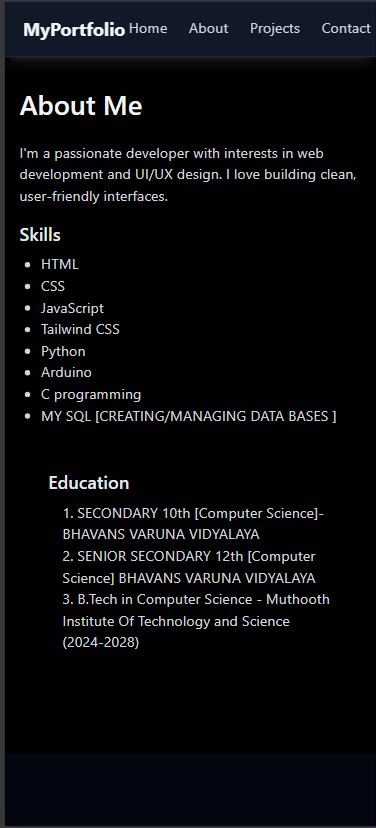 MyPortfolio Home About Projects Contact
About Me
I'm a passionate developer with interests in web
development and UI/UX design. I love building clean,
user-friendly interfaces.
Skills
HTML
CSS
JavaScript
Tailwind CSS
Python
Arduino
C programming
MY SQL [CREATING/MANAGING DATA BASES ]
Education
1. SECONDARY 10th [Computer Science]-
BHAVANS VARUNA VIDYALAYA
2. SENIOR SECONDARY 12th [Computer
Science] BHAVANS VARUNA VIDYALAYA
3. B.Tech in Computer Science - Muthooth
Institute Of Technology and Science
(2024-2028)